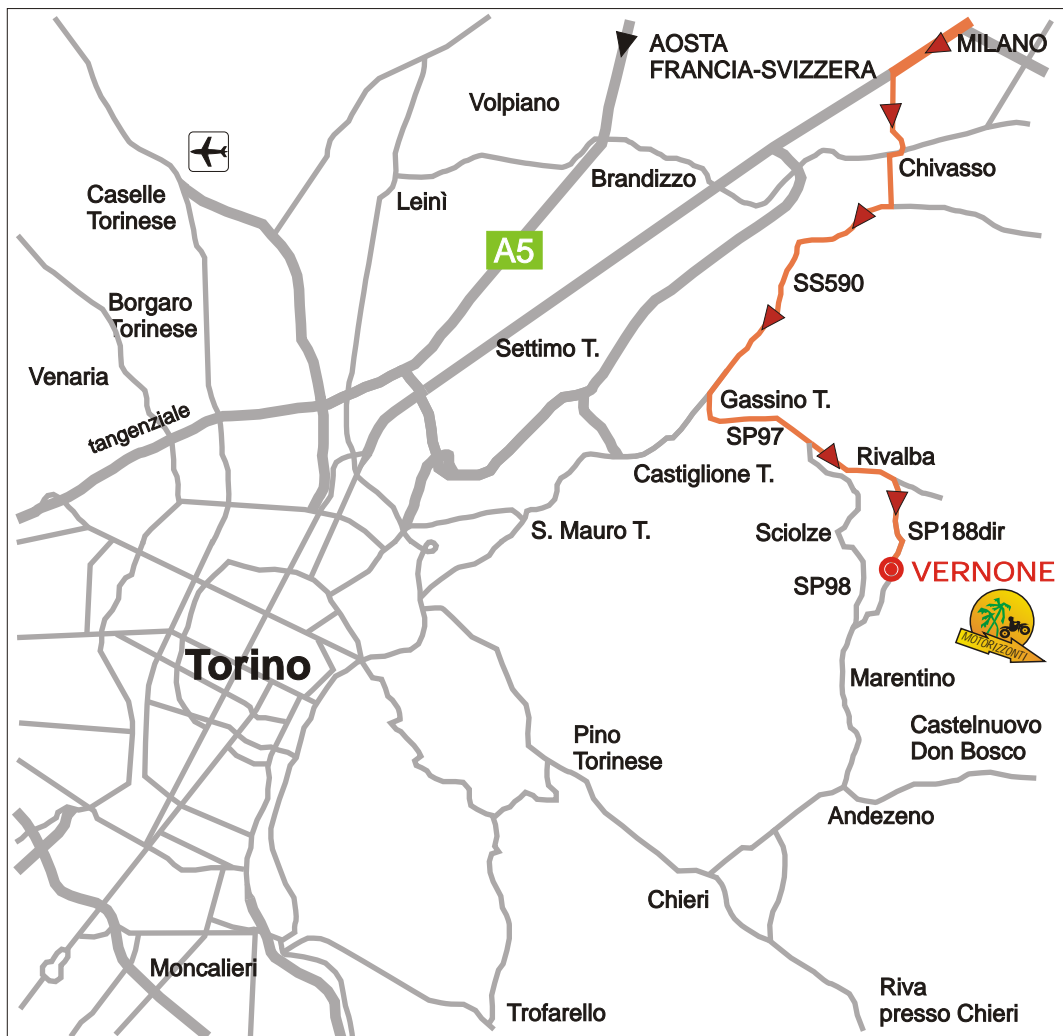 AOSTA
FRANCIA-SVIZZERA
MILANO
Volpiano
Chivasso
Brandizzo
Caselle
Torinese
Leinì
A5
SS590
Borgaro
Torinese
Settimo T.
Venaria
Gassino T.
tangenziale
SP97
Rivalba
Castiglione T.
S. Mauro T.
Sciolze
SP188dir
VERNONE
SP98
MOTORIZZONTI
Torino
Marentino
Castelnuovo
Don Bosco
Pino
Torinese
Andezeno
Chieri
Moncalieri
Riva
presso Chieri
Trofarello